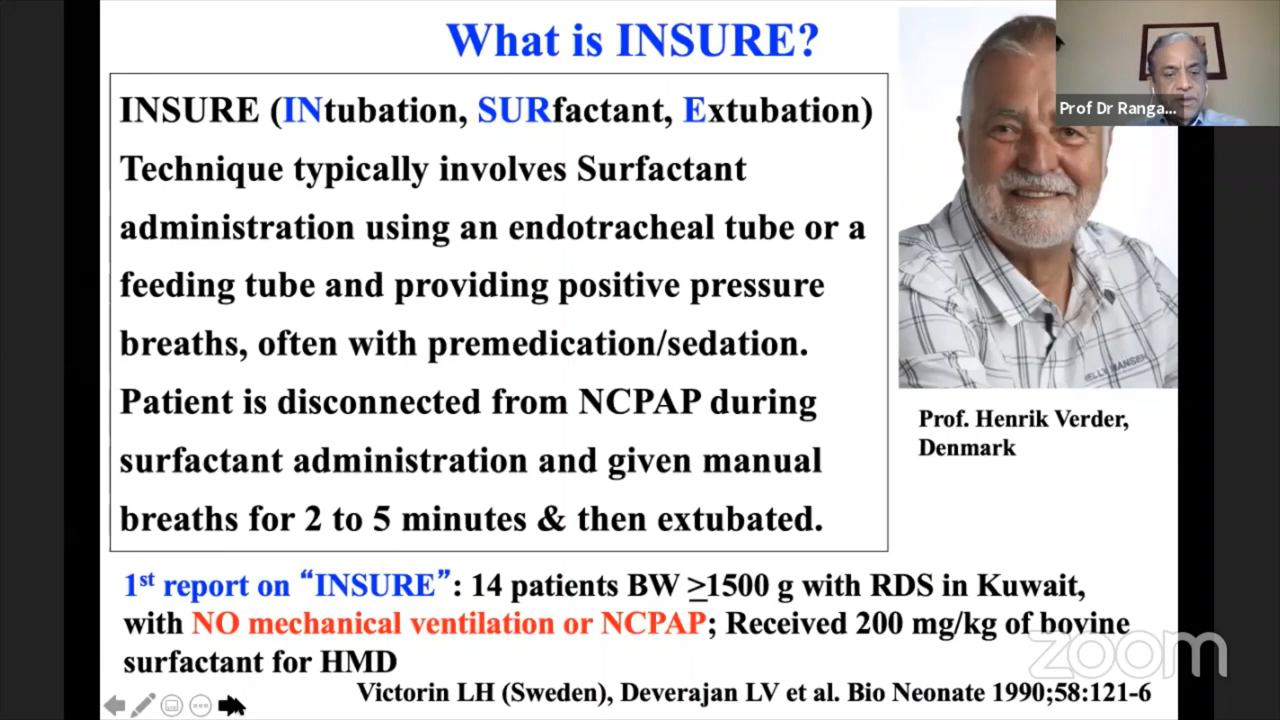 What is INSURE?
Prof Dr Ranga...
INSURE (INtubation, SURfactant, Extubation)
Technique typically involves Surfactant
administration using an endotracheal tube or a
feeding tube and providing positive pressure
breaths, often with premedication/sedation.
Patient is disconnected from NCPAP during
surfactant administration and given manual
breaths for 2 to 5 minutes & then extubated.
HELLY HANSEN
Prof. Henrik Verder,
Denmark
1st report on “INSURE”: 14 patients BW ≥1500 g with RDS in Kuwait,
with NO mechanical ventilation or NCPAP; Received 200 mg/kg of bovine
surfactant for HMD
zoom
Victorin LH (Sweden), Deverajan LV et al. Bio Neonate 1990;58:121-6